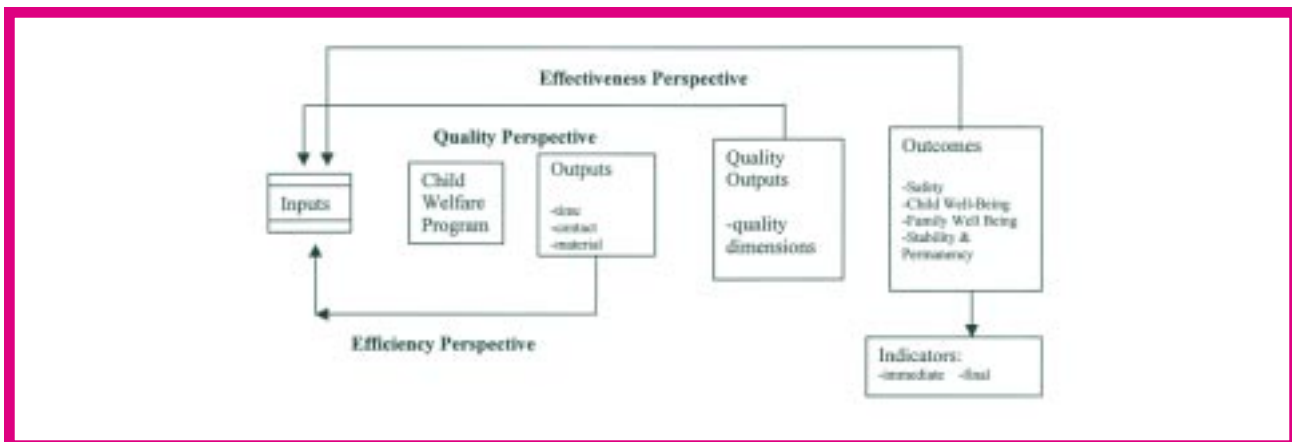 Effectiveness Perspective
Quality Perspective
Inputs
Child
Welfare
Program
Outputs
-time
-contact
-material
Quality
Outputs
-quality
dimensions
Outcomes
-Safety
-Child Well-Being
-Family Well Being
-Stability &
Permanency
Efficiency Perspective
Indicators:
-immediate -final